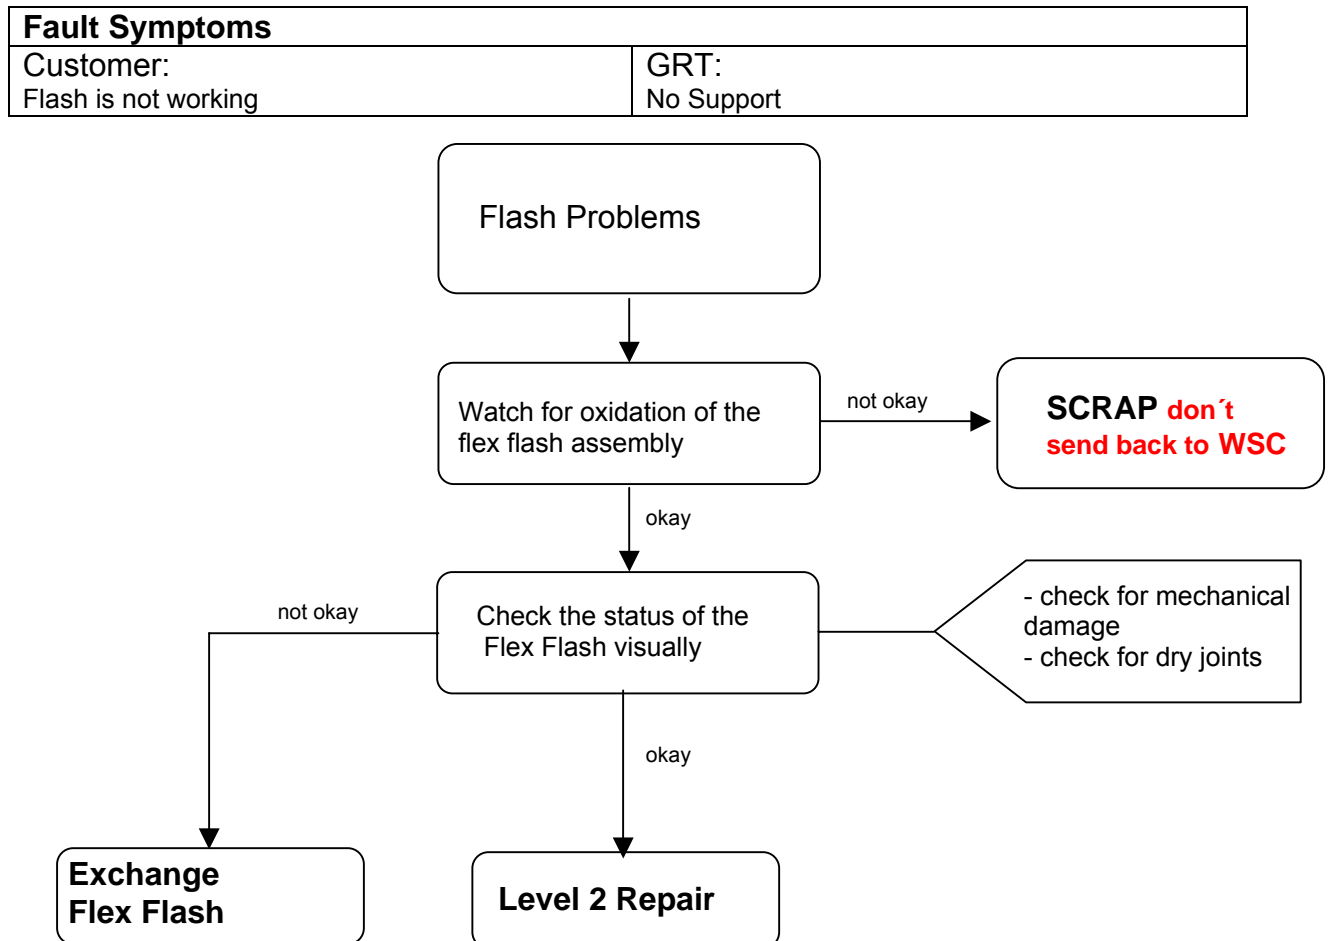 Fault Symptoms
Customer:
Flash is not working
GRT:
No Support
Flash Problems
Watch for oxidation of the
flex flash assembly
not okay
SCRAP don´t
send back to WSC
okay
not okay
Check the status of the
Flex Flash visually
- check for mechanical
damage
- check for dry joints
okay
Exchange
Flex Flash
Level 2 Repair